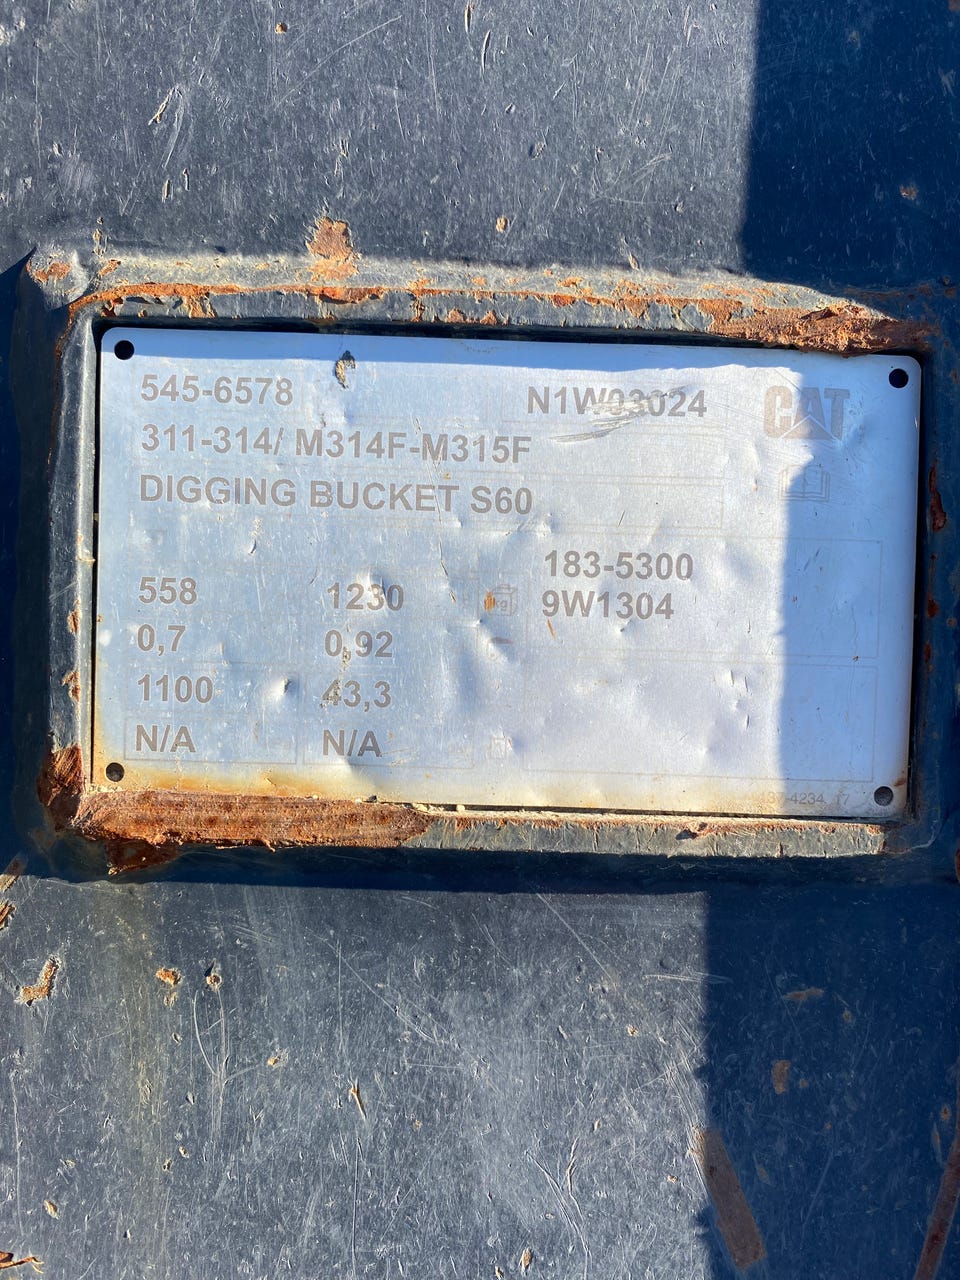 545-6578
N1W03024
CAT
311-314/ M314F-M315F
DIGGING BUCKET S60
183-5300
558
1230
kg
9W1304
0,7
0,92
1100
43,3
N/A
N/A